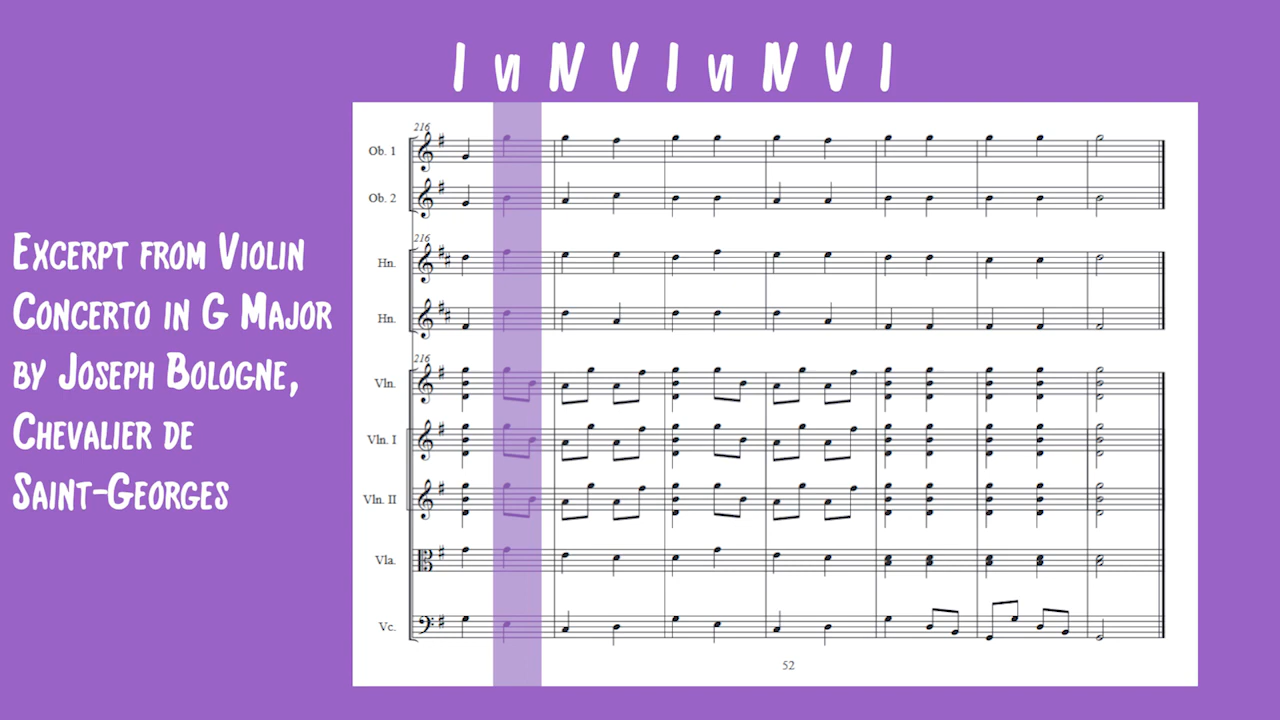 I vi IV V I vi IV V I
Excerpt from Violin
Concerto in G Major
by Joseph Bologne,
Chevalier de
Saint-Georges
216
Ob. 1
Ob. 2
216
Hn.
Hn.
216
Vln.
Vln. I
Vln. II
Vla.
Vc.
52